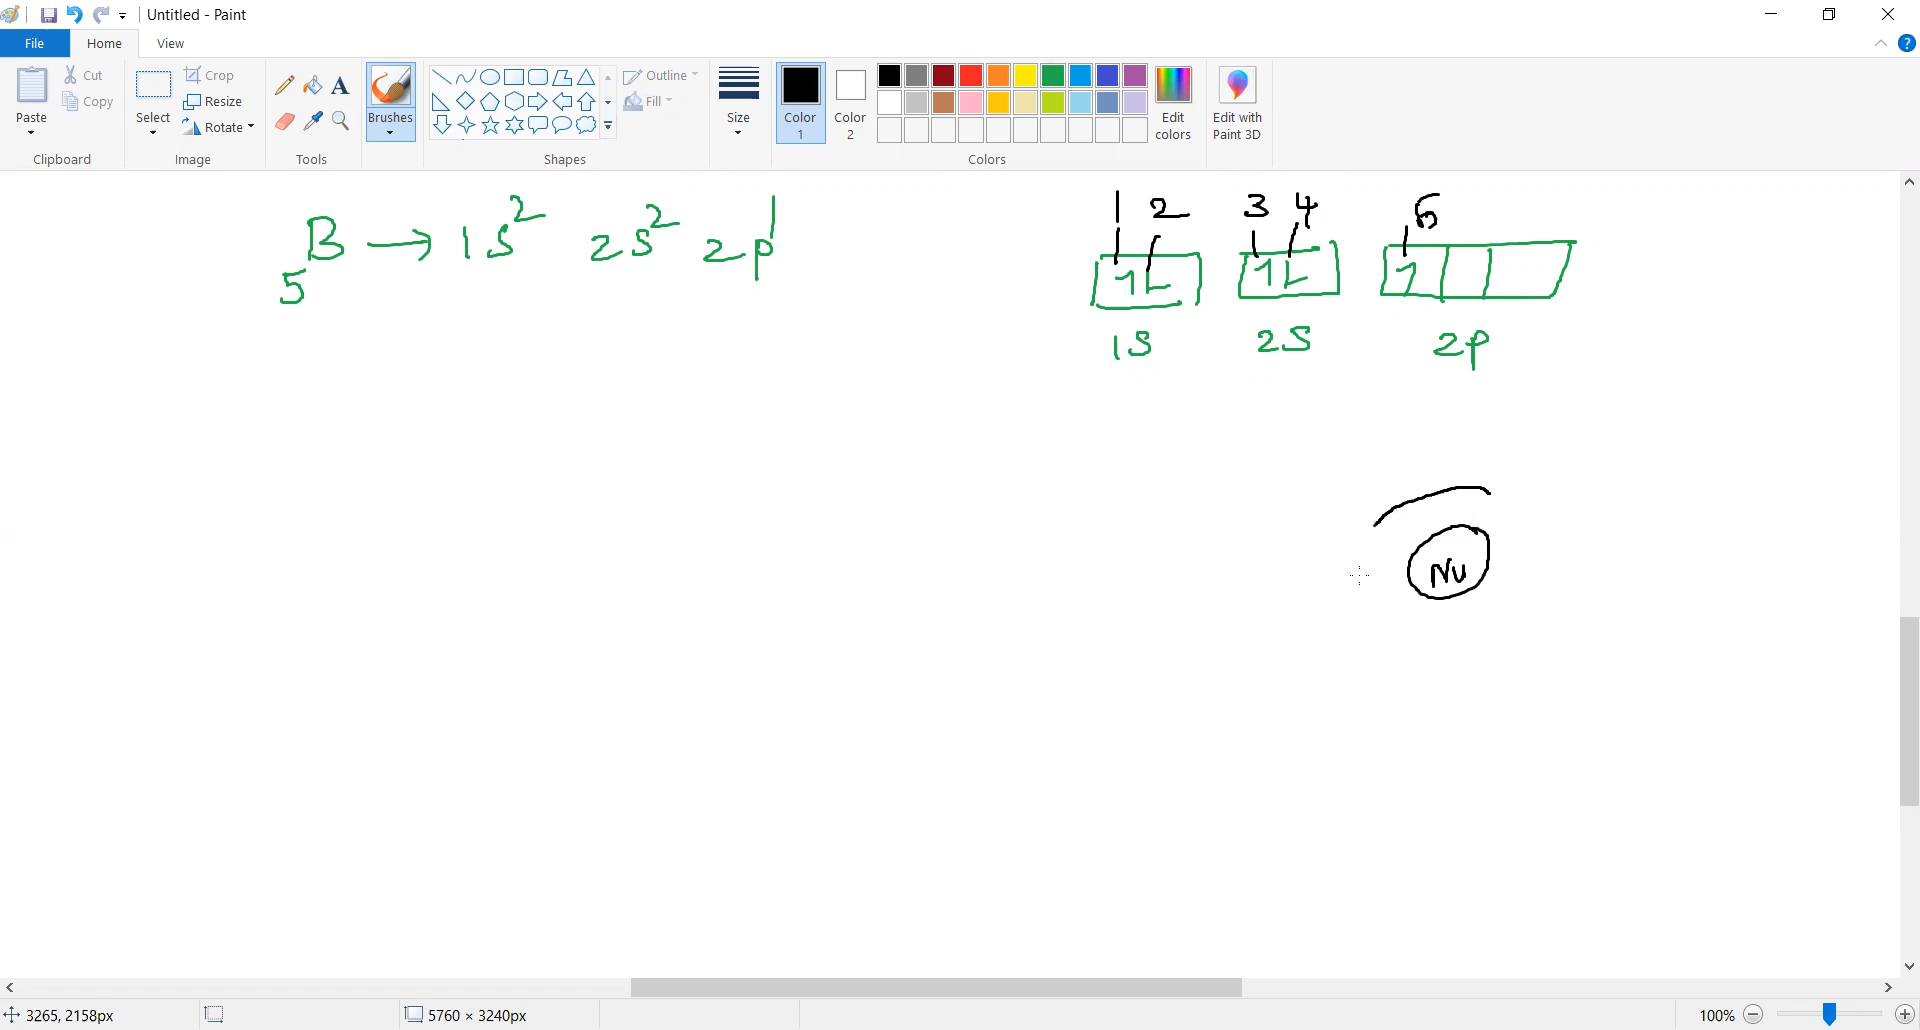 Untitled - Paint
File Home View
Paste
Cut
Copy
Clipboard
Select
Crop
Resize
Rotate
Image
Tools
Brushes
Outline
Fill
Shapes
Size
Color 1
Color 2
Edit colors
Colors
Edit with Paint 3D
₅B → 1s² 2s² 2p¹
1 2 3 4 5
1S 2S 2P
Nu
3265, 2158px
5760 × 3240px
100%